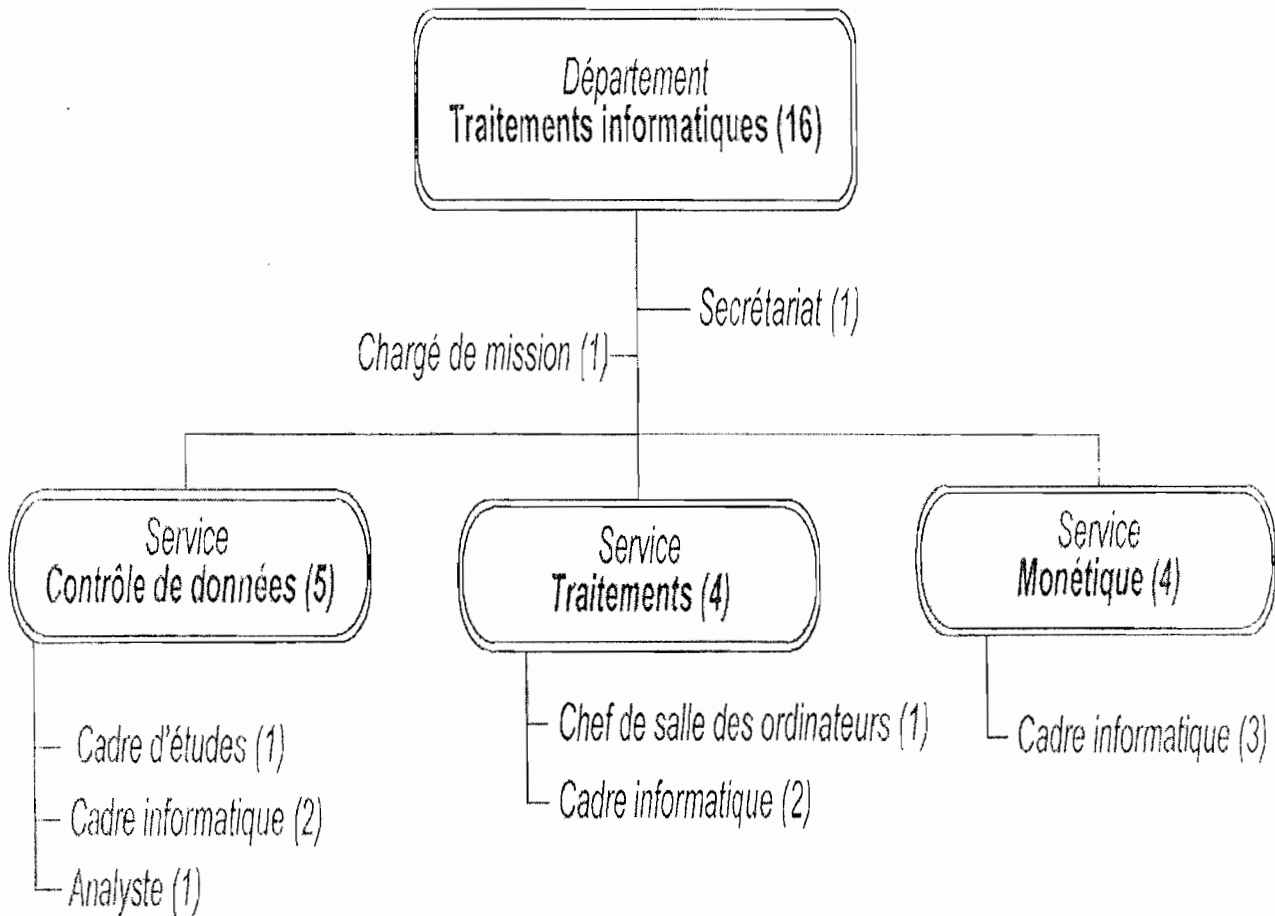 Département
Traitements informatiques (16)
Secrétariat (1)
Chargé de mission (1)
Service
Contrôle de données (5)
Cadre d'études (1)
Cadre informatique (2)
Analyste (1)
Service
Traitements (4)
Chef de salle des ordinateurs (1)
Cadre informatique (2)
Service
Monétique (4)
Cadre informatique (3)